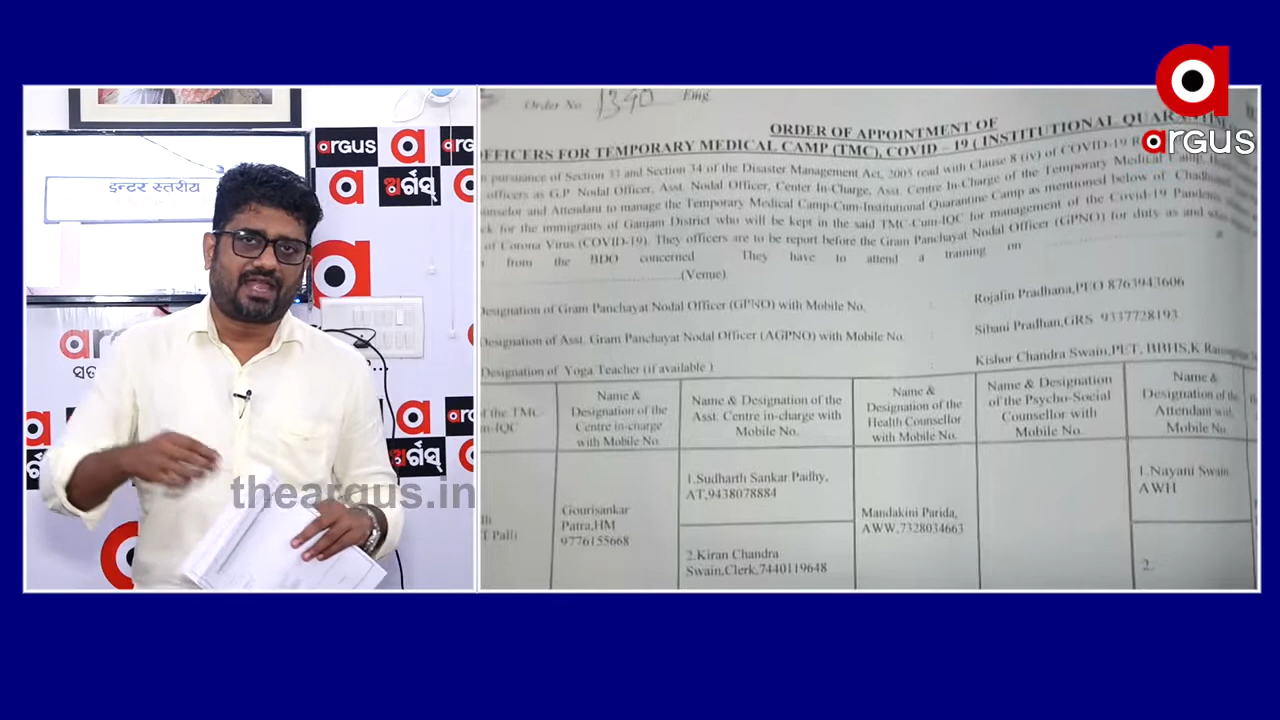 argus
argus
ଅର୍ଗସ୍
इन्टर स्तरीय
theargus.in
Order No 1390 Emg.
ORDER OF APPOINTMENT OF
OFFICERS FOR TEMPORARY MEDICAL CAMP (TMC), COVID – 19 ( INSTITUTIONAL
pursuance of Section 33 and Section 34 of the Disaster Management Act, 2005 read with Clause 8 (iv) of COVID-19
officers as G.P Nodal Officer, Asst. Nodal Officer, Center In-Charge, Asst. Centre In-Charge of the Temporary Medical Camp,
and Attendant to manage the Temporary Medical Camp-Cum-Institutional Quarantine Camp as mentioned below of
for the immigrants of Ganjam District who will be kept in the said TMC-Cum-IQC for management of the Covid-19 Pandemic
of Corona Virus (COVID-19). They officers are to be report before the Gram Panchayat Nodal Officer (GPNO) for duty as and
from the BDO concerned They have to attend a training on
(Venue)
Designation of Gram Panchayat Nodal Officer (GPNO) with Mobile No. : Rojalin Pradhana,PEO 8763943606
Designation of Asst. Gram Panchayat Nodal Officer (AGPNO) with Mobile No. : Sibani Pradhan,GRS 9337728193
Designation of Yoga Teacher (if available ) : Kishor Chandra Swain,PET, BBHS,K
of the TMC-
Name &
Designation of the
Centre in-charge
with Mobile No.
Name & Designation of the
Asst. Centre in-charge with
Mobile No.
Name &
Designation of the
Health Counsellor
with Mobile No.
Name & Designation
of the Psycho-Social
Counsellor with
Mobile No.
Name &
Designation of the
Attendant with
Mobile No.
Palli
Gourisankar
Patra,HM
9776155668
1.Sudharth Sankar Padhy,
AT,9438078884
2.Kiran Chandra
Swain,Clerk,7440119648
Mandakini Parida,
AWW,7328034663
1.Nayani Swain
AWH
2.